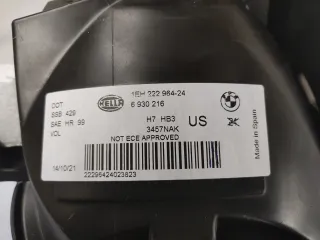 DOT
SSB 429
SAE HR 99
VOL
HELLA
1EH 222 964-24
6 930 216
H7 HB3
3457NAK
US
NOT ECE APPROVED
Made in Spain
14/10/21
22296424023823